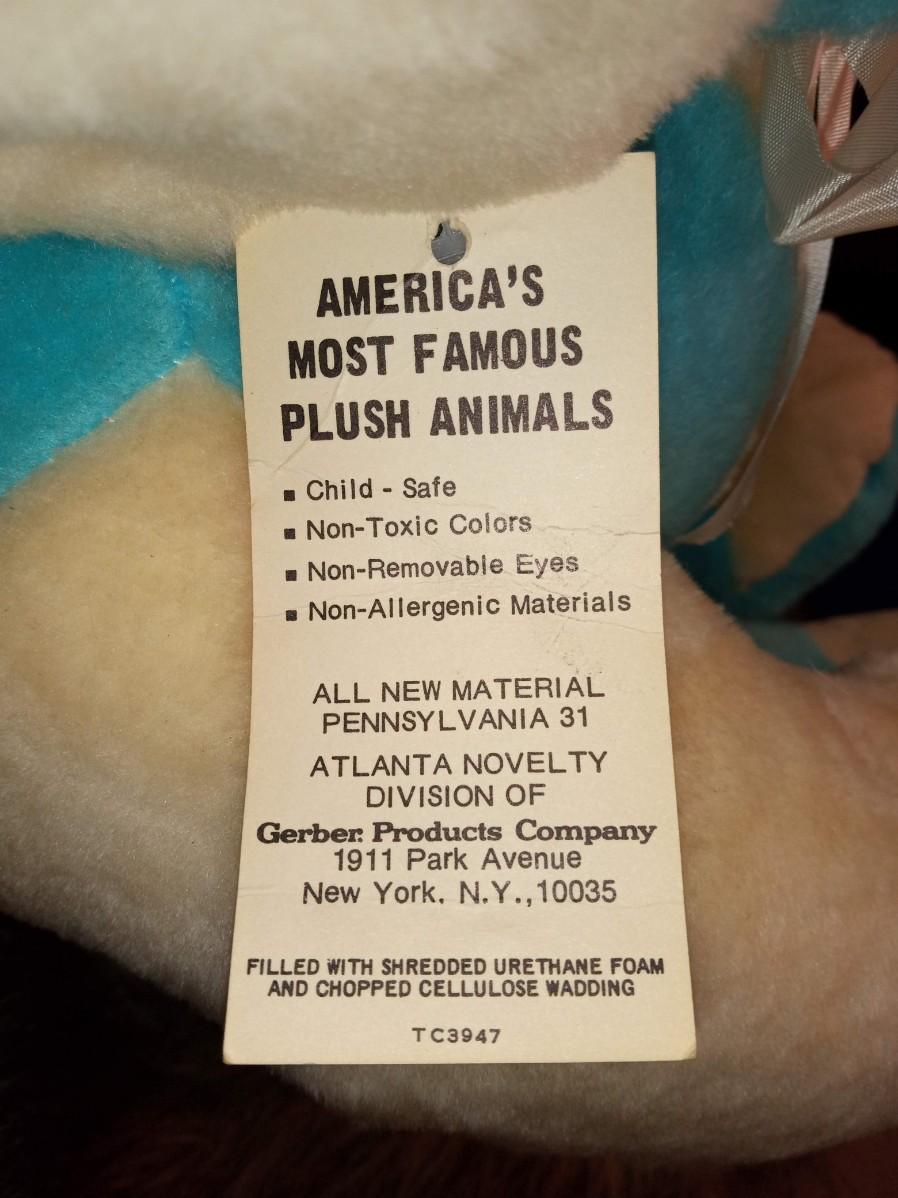 AMERICA'S
MOST FAMOUS
PLUSH ANIMALS
▪ Child - Safe
▪ Non-Toxic Colors
▪ Non-Removable Eyes
▪ Non-Allergenic Materials
ALL NEW MATERIAL
PENNSYLVANIA 31
ATLANTA NOVELTY
DIVISION OF
Gerber. Products Company
1911 Park Avenue
New York. N.Y.,10035
FILLED WITH SHREDDED URETHANE FOAM
AND CHOPPED CELLULOSE WADDING
TC3947